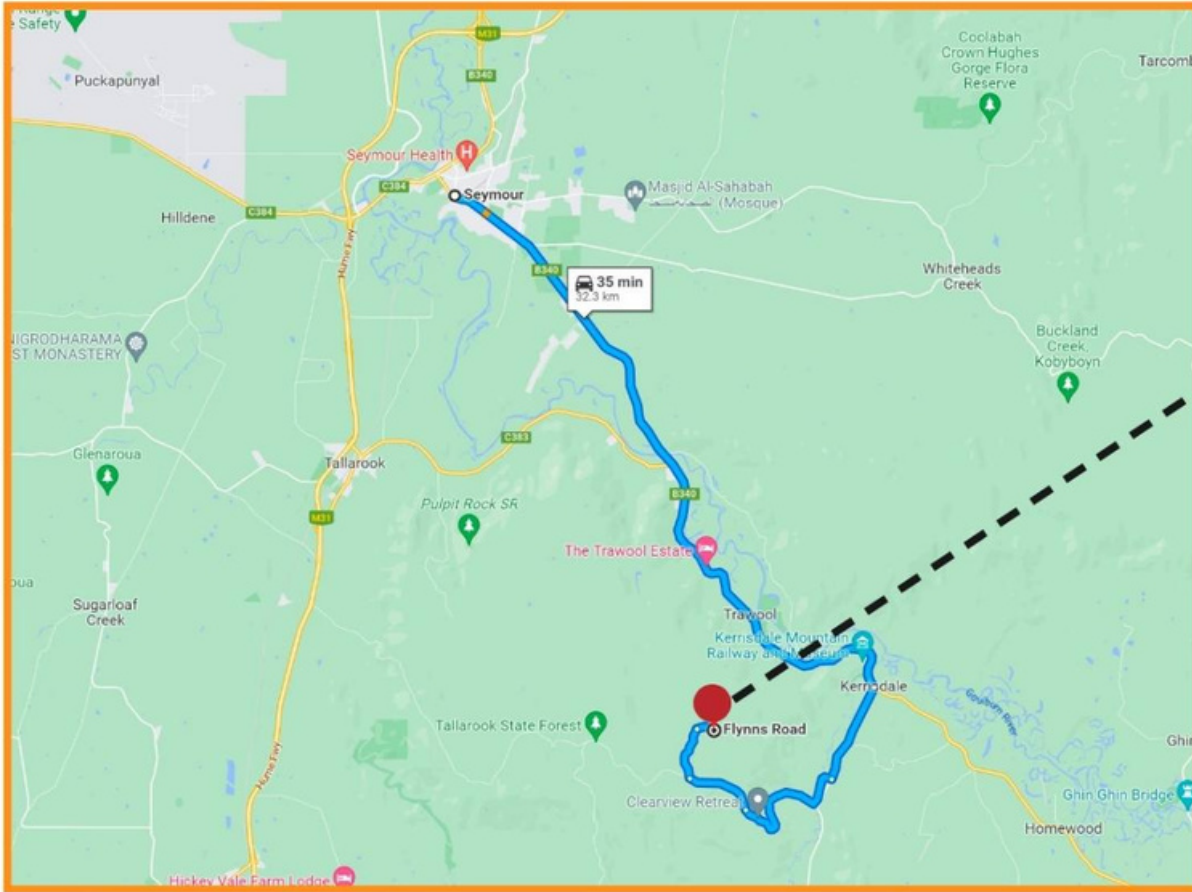 Range
e Safety
Puckapunyal
M31
B340
Coolabah
Crown Hughes
Gorge Flora
Reserve
Tarcomb
Seymour Health
H
C384
Seymour
Masjid Al-Sahabah
(Mosque)
Hilldene
C384
Hume Fwy
B340
35 min
32.3 km
Whiteheads
Creek
NIGRODHARAMA
ST MONASTERY
Buckland
Creek,
Kobyboyn
Glenaroua
Tallarook
C383
M31
Pulpit Rock SR
B340
The Trawool Estate
oua
Sugarloaf
Creek
Trawool
Kerrisdale Mountain
Railway and Museum
Kerrisdale
Goulburn River
Tallarook State Forest
Flynns Road
Ghi
Hume Fwy
Clearview Retreat
Ghin Ghin Bridge
Homewood
Hickey Vale Farm Lodge